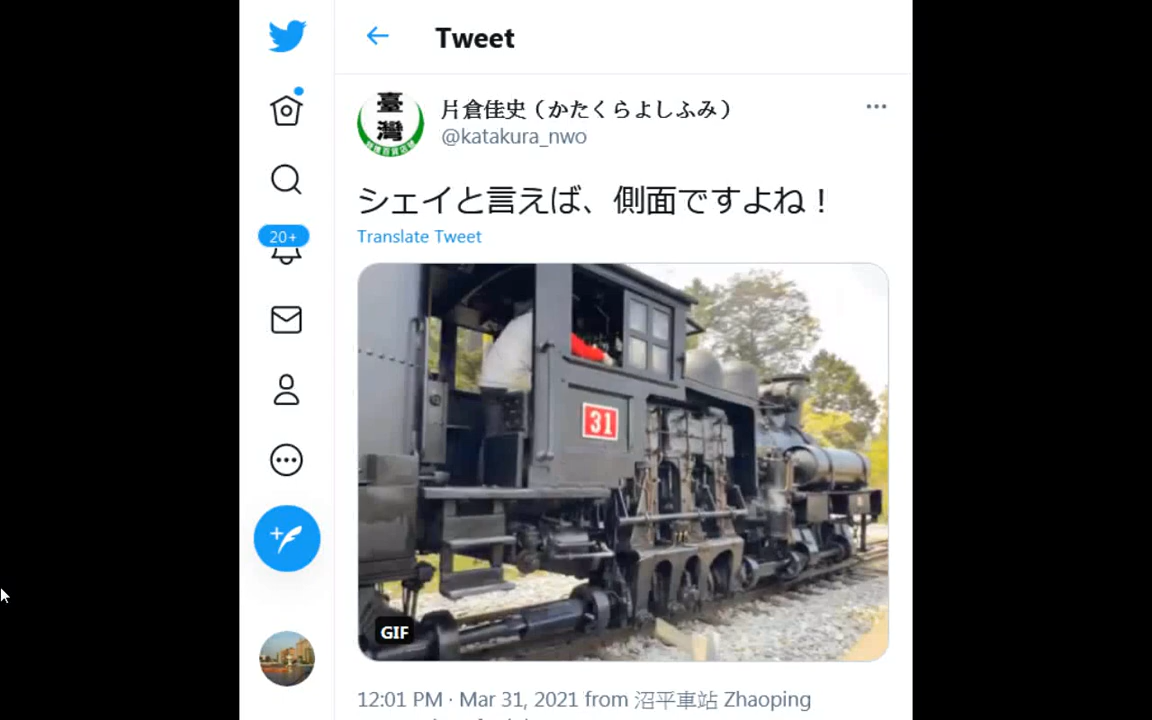 Tweet
臺
灣
片倉佳史（かたくらよしふみ）
@katakura_nwo
シェイと言えば、側面ですよね！
Translate Tweet
20+
31
GIF
12:01 PM · Mar 31, 2021 from 沼平車站 Zhaoping